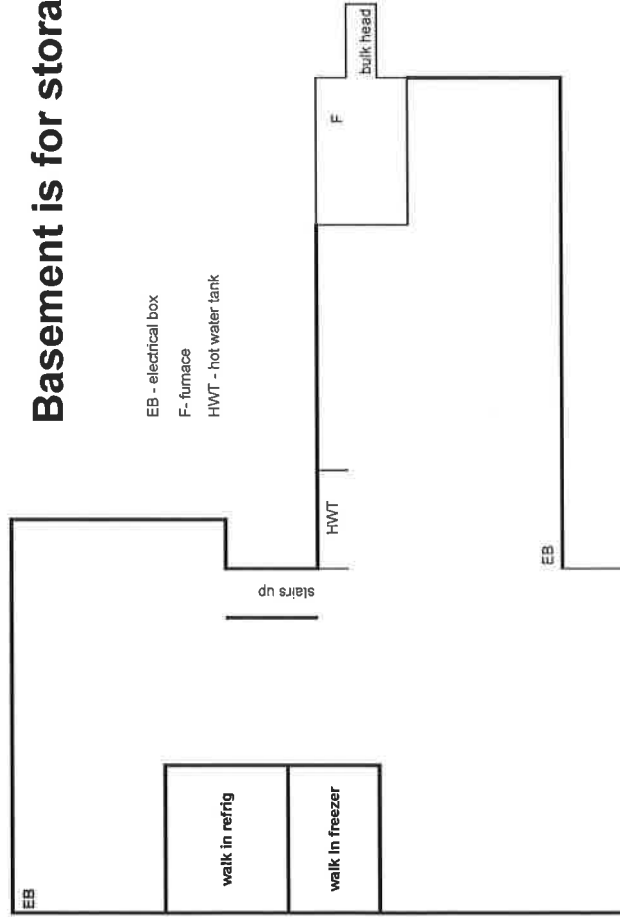 Basement is for stora
EB - electrical box
F- furnace
HWT - hot water tank
EB
walk in refrig
walk in freezer
stairs up
HWT
F
bulk head
EB